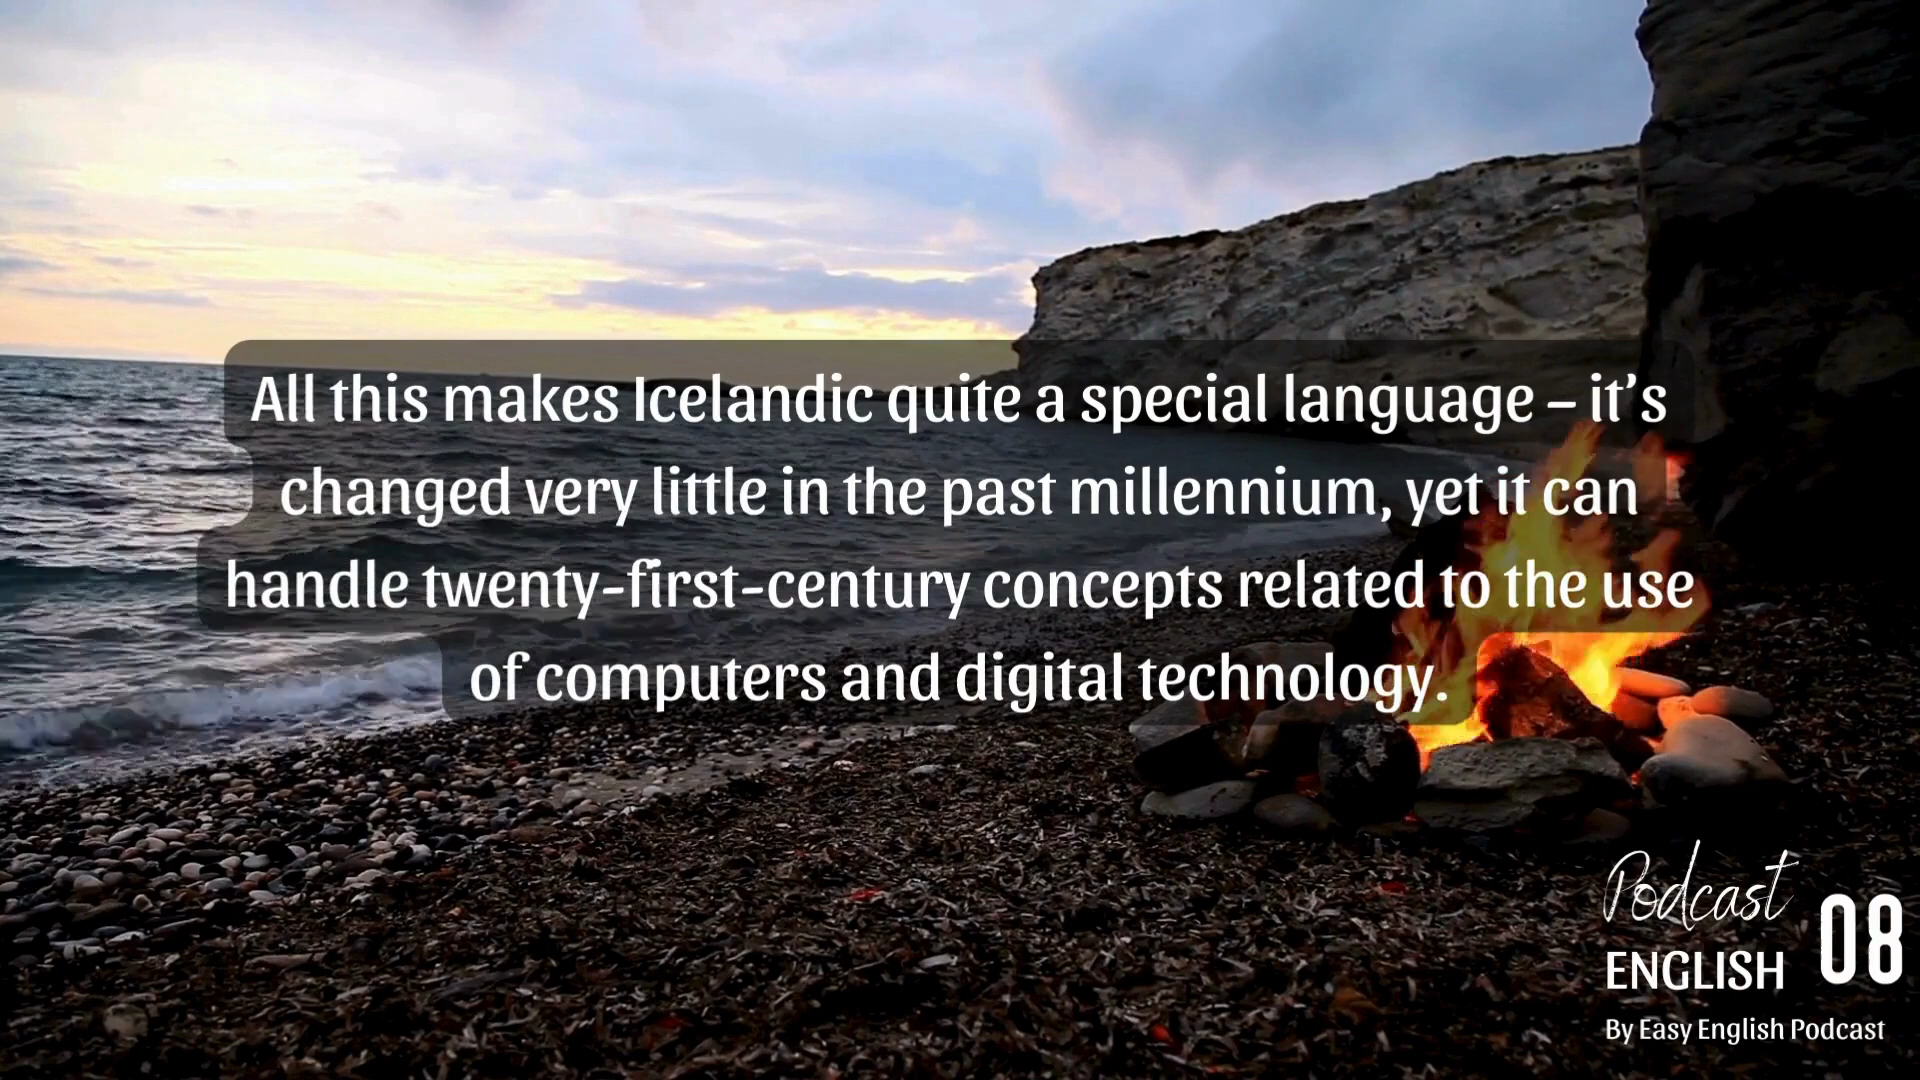 All this makes Icelandic quite a special language – it’s
changed very little in the past millennium, yet it can
handle twenty-first-century concepts related to the use
of computers and digital technology.
Podcast
ENGLISH
08
By Easy English Podcast